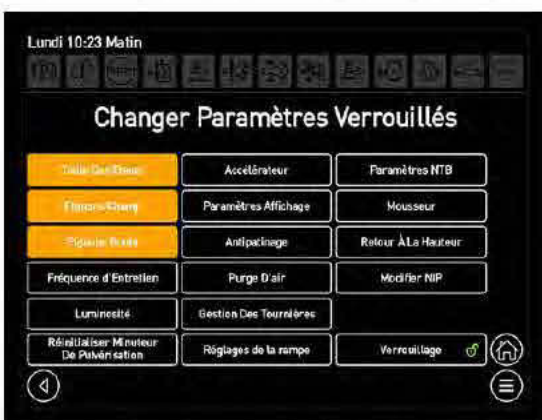 Lundi 10:23 Matin
Changer Paramètres Verrouillés
Accélérateur
Paramètres NTB
Paramètres Affichage
Mousseur
Antipatinage
Retour À La Hauteur
Fréquence d'Entretien
Purge D'air
Modifier NIP
Luminosité
Gestion Des Tournières
Réinitialiser Minuteur
De Pulvérisation
Réglages de la rampe
Verrouillage